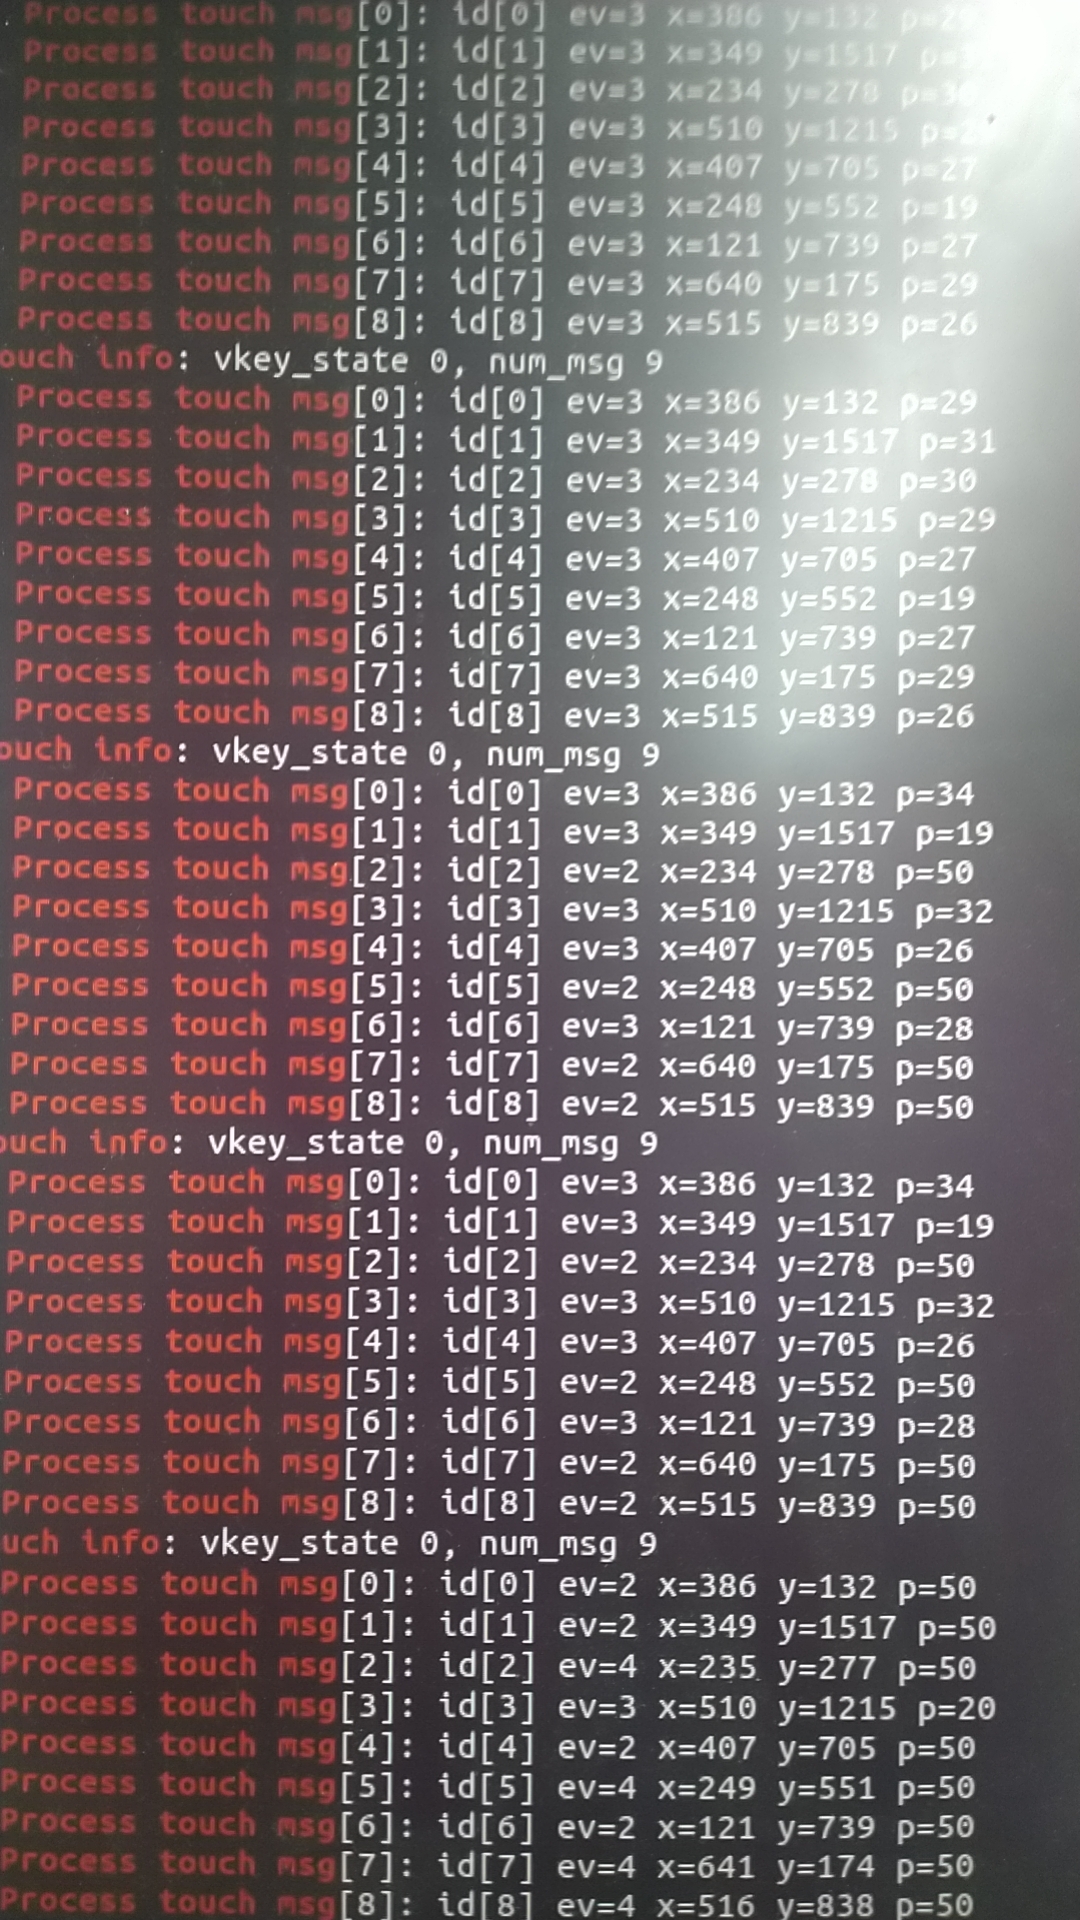 Process touch msg[0]: id[0] ev=3 x=386 y=132
Process touch msg[1]: id[1] ev=3 x=349 y=1517
Process touch msg[2]: id[2] ev=3 x=234 y=278
Process touch msg[3]: id[3] ev=3 x=510 y=1215
Process touch msg[4]: id[4] ev=3 x=407 y=705 p=27
Process touch msg[5]: id[5] ev=3 x=248 y=552 p=19
Process touch msg[6]: id[6] ev=3 x=121 y=739 p=27
Process touch msg[7]: id[7] ev=3 x=640 y=175 p=29
Process touch msg[8]: id[8] ev=3 x=515 y=839 p=26
ouch info: vkey_state 0, num_msg 9
Process touch msg[0]: id[0] ev=3 x=386 y=132 p=29
Process touch msg[1]: id[1] ev=3 x=349 y=1517 p=31
Process touch msg[2]: id[2] ev=3 x=234 y=278 p=30
Process touch msg[3]: id[3] ev=3 x=510 y=1215 p=29
Process touch msg[4]: id[4] ev=3 x=407 y=705 p=27
Process touch msg[5]: id[5] ev=3 x=248 y=552 p=19
Process touch msg[6]: id[6] ev=3 x=121 y=739 p=27
Process touch msg[7]: id[7] ev=3 x=640 y=175 p=29
Process touch msg[8]: id[8] ev=3 x=515 y=839 p=26
ouch info: vkey_state 0, num_msg 9
Process touch msg[0]: id[0] ev=3 x=386 y=132 p=34
Process touch msg[1]: id[1] ev=3 x=349 y=1517 p=19
Process touch msg[2]: id[2] ev=2 x=234 y=278 p=50
Process touch msg[3]: id[3] ev=3 x=510 y=1215 p=32
Process touch msg[4]: id[4] ev=3 x=407 y=705 p=26
Process touch msg[5]: id[5] ev=2 x=248 y=552 p=50
Process touch msg[6]: id[6] ev=3 x=121 y=739 p=28
Process touch msg[7]: id[7] ev=2 x=640 y=175 p=50
Process touch msg[8]: id[8] ev=2 x=515 y=839 p=50
ouch info: vkey_state 0, num_msg 9
Process touch msg[0]: id[0] ev=3 x=386 y=132 p=34
Process touch msg[1]: id[1] ev=3 x=349 y=1517 p=19
Process touch msg[2]: id[2] ev=2 x=234 y=278 p=50
Process touch msg[3]: id[3] ev=3 x=510 y=1215 p=32
Process touch msg[4]: id[4] ev=3 x=407 y=705 p=26
Process touch msg[5]: id[5] ev=2 x=248 y=552 p=50
Process touch msg[6]: id[6] ev=3 x=121 y=739 p=28
Process touch msg[7]: id[7] ev=2 x=640 y=175 p=50
Process touch msg[8]: id[8] ev=2 x=515 y=839 p=50
uch info: vkey_state 0, num_msg 9
Process touch msg[0]: id[0] ev=2 x=386 y=132 p=50
Process touch msg[1]: id[1] ev=2 x=349 y=1517 p=50
Process touch msg[2]: id[2] ev=4 x=235 y=277 p=50
Process touch msg[3]: id[3] ev=3 x=510 y=1215 p=20
Process touch msg[4]: id[4] ev=2 x=407 y=705 p=50
Process touch msg[5]: id[5] ev=4 x=249 y=551 p=50
Process touch msg[6]: id[6] ev=2 x=121 y=739 p=50
Process touch msg[7]: id[7] ev=4 x=641 y=174 p=50
Process touch msg[8]: id[8] ev=4 x=516 y=838 p=50